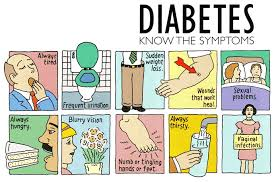 DIABETES
KNOW THE SYMPTOMS
Always
tired.
Frequent urination
Sudden
weight
loss.
Wounds
that wont
heal.
Sexual
problems.
Always
hungry.
Blurry vision
Numb or tingling
hands or feet.
Always
thirsty.
Vaginal
infections.